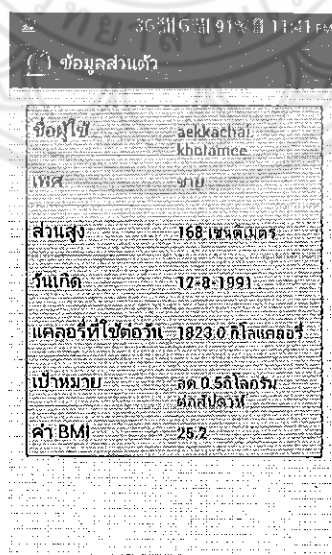 3G G 91% 11:41 PM
ข้อมูลส่วนตัว
ชื่อผู้ใช้ aekkachai
kholamee
เพศ ชาย
ส่วนสูง 168 เซนติเมตร
วันเกิด 12-8-1991
แคลอรี่ที่ใช้ต่อวัน 1823.0 กิโลแคลอรี่
เป้าหมาย ลด 0.5กิโลกรัม
ต่อสัปดาห์
ค่า BMI 25.2